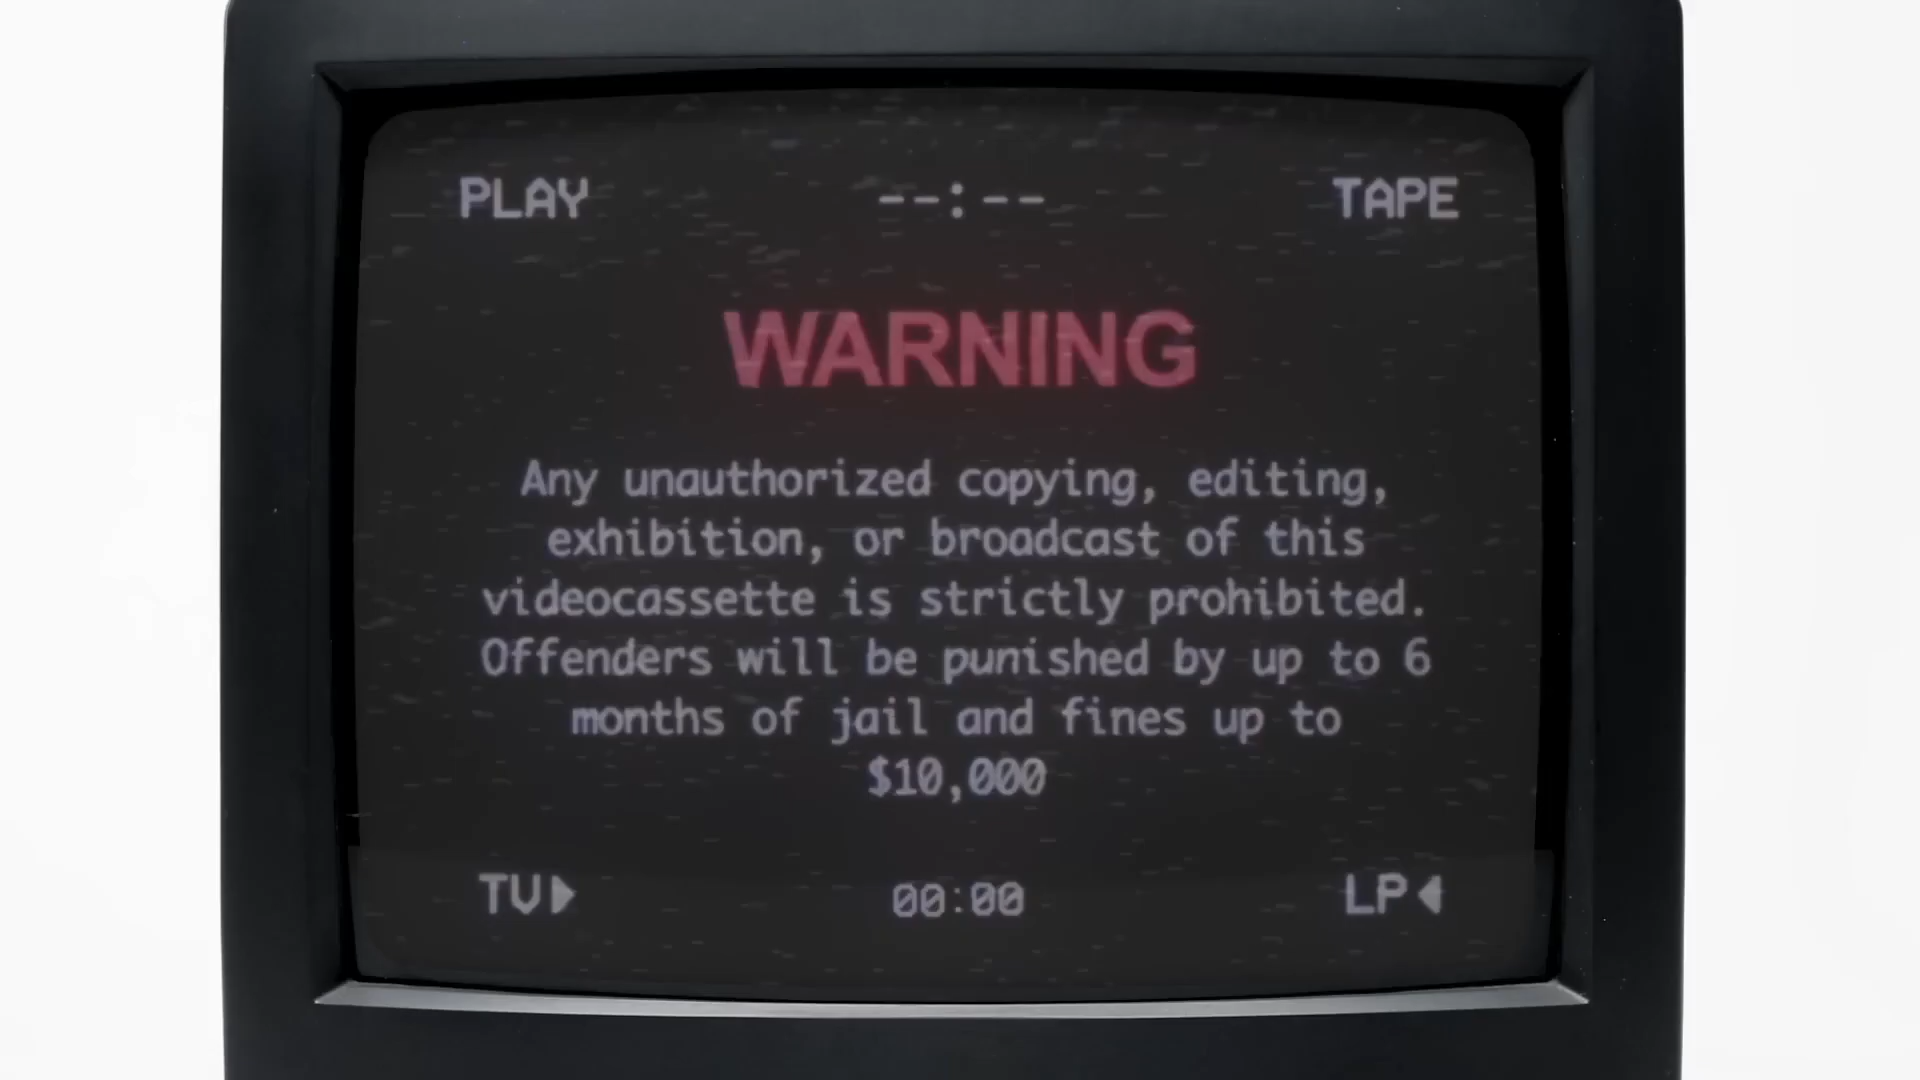 PLAY --:-- TAPE
WARNING
Any unauthorized copying, editing,
exhibition, or broadcast of this
videocassette is strictly prohibited.
Offenders will be punished by up to 6
months of jail and fines up to
$10,000
TV▶ 00:00 LP◀